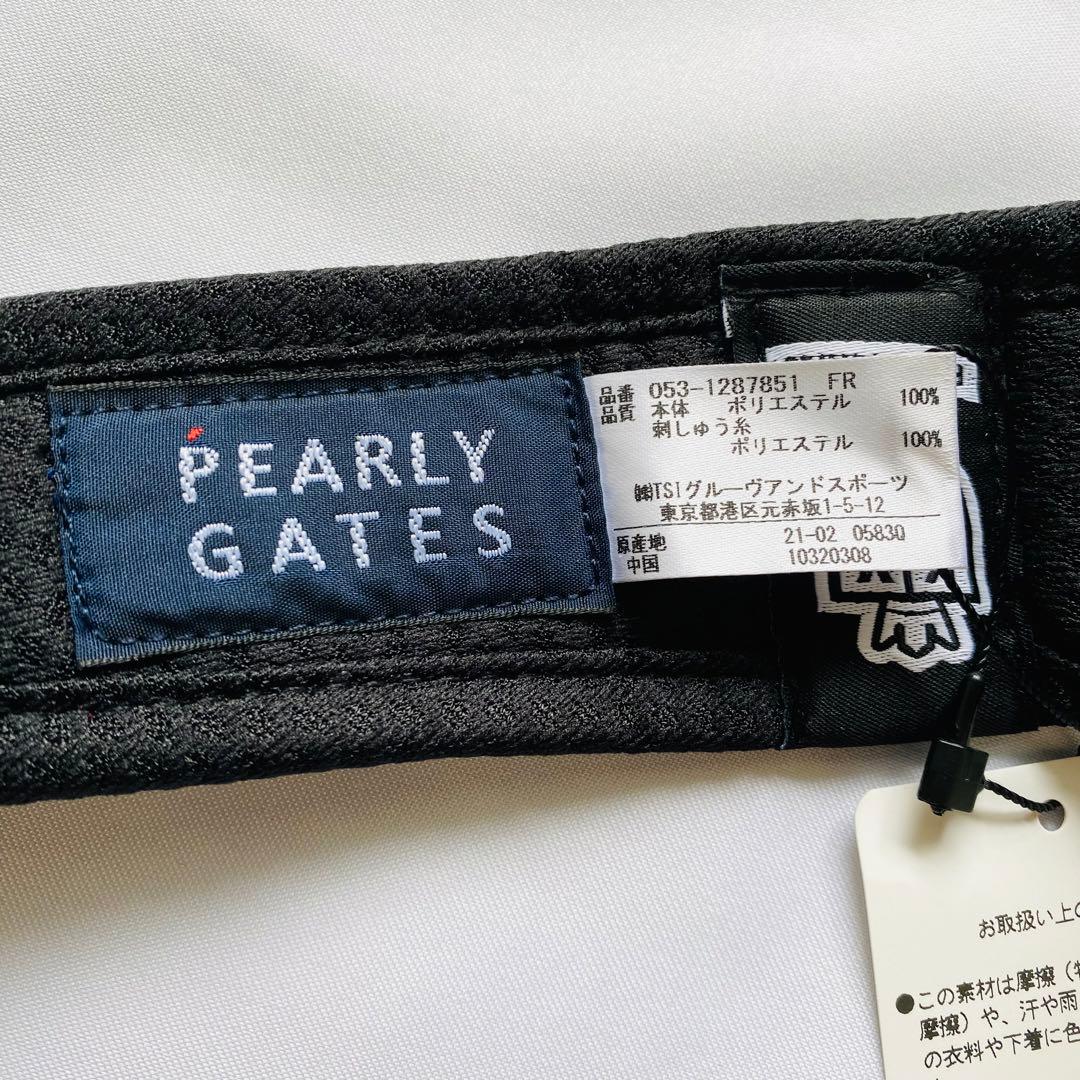 PEARLY
GATES
品番 053-1287851 FR
品質 本体 ポリエステル 100%
刺しゅう糸
ポリエステル 100%
㈱TSIグルーヴアンドスポーツ
東京都港区元赤坂1-5-12
原産地 21-02 0583Q
中国 10320308
お取扱い上の
●この素材は摩擦(特
摩擦)や、汗や雨
の衣料や下着に色